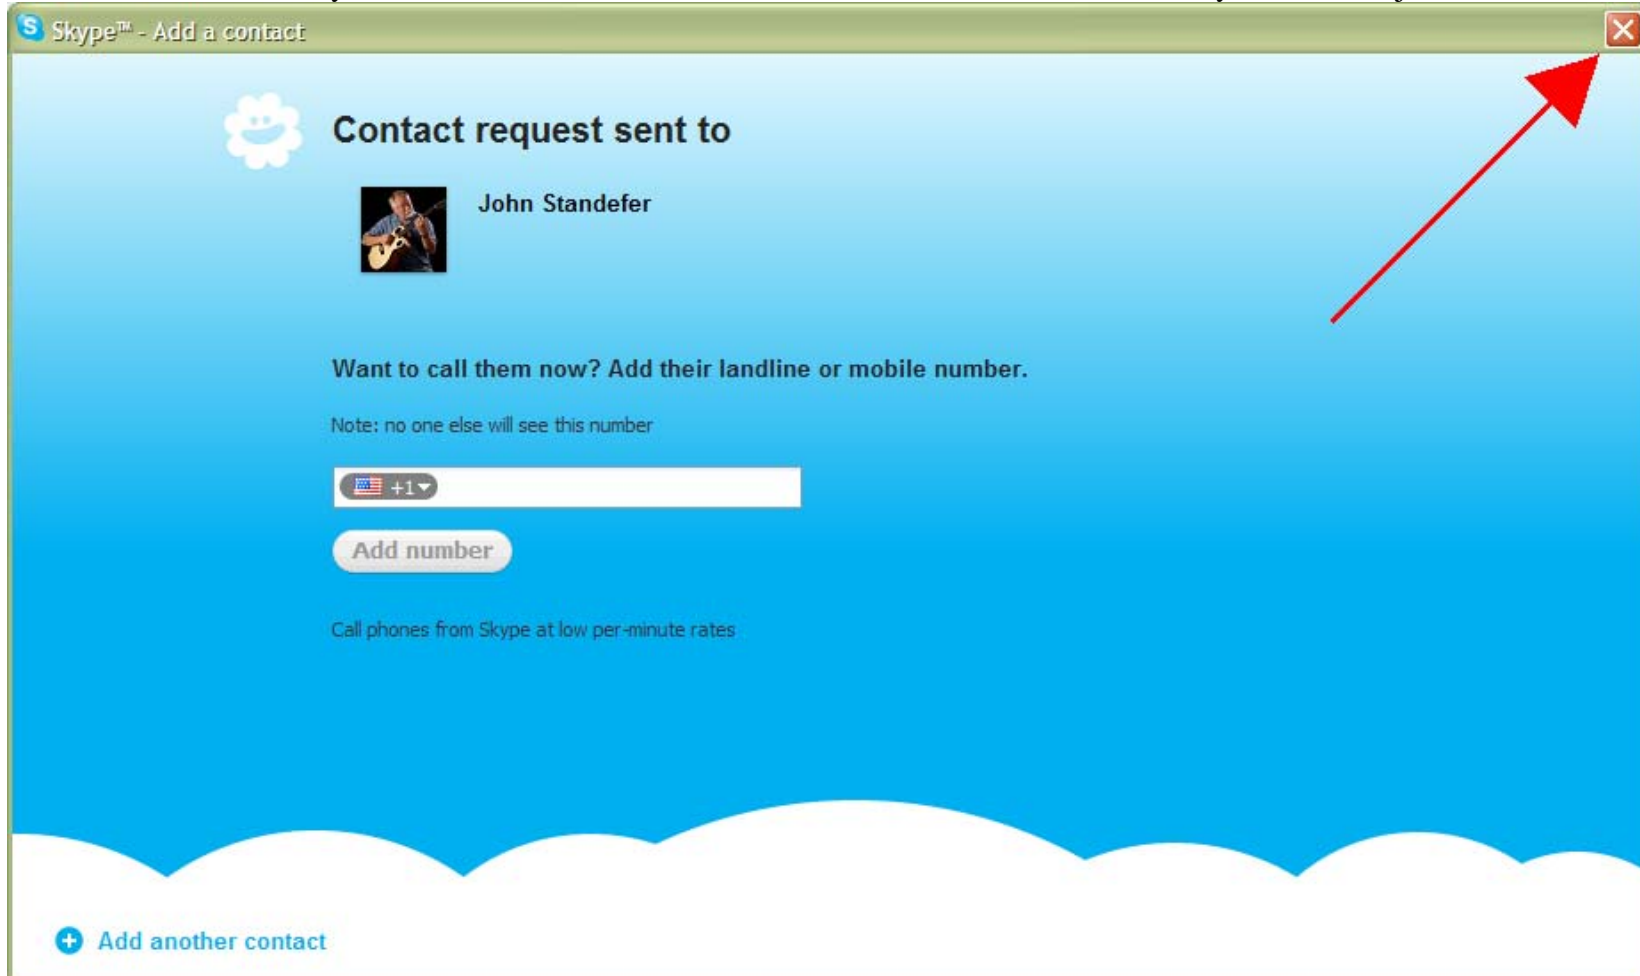 Skype™ - Add a contact
Contact request sent to
John Standefer
Want to call them now? Add their landline or mobile number.
Note: no one else will see this number
+1
Add number
Call phones from Skype at low per-minute rates
Add another contact